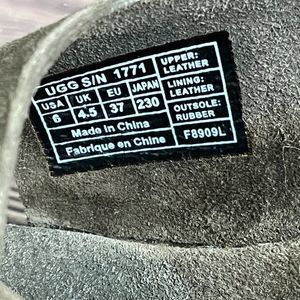 UGG S/N 1771
USA UK EU JAPAN
6 4.5 37 230
Made in China
Fabrique en Chine
UPPER:
LEATHER
LINING:
LEATHER
OUTSOLE:
RUBBER
F8909L